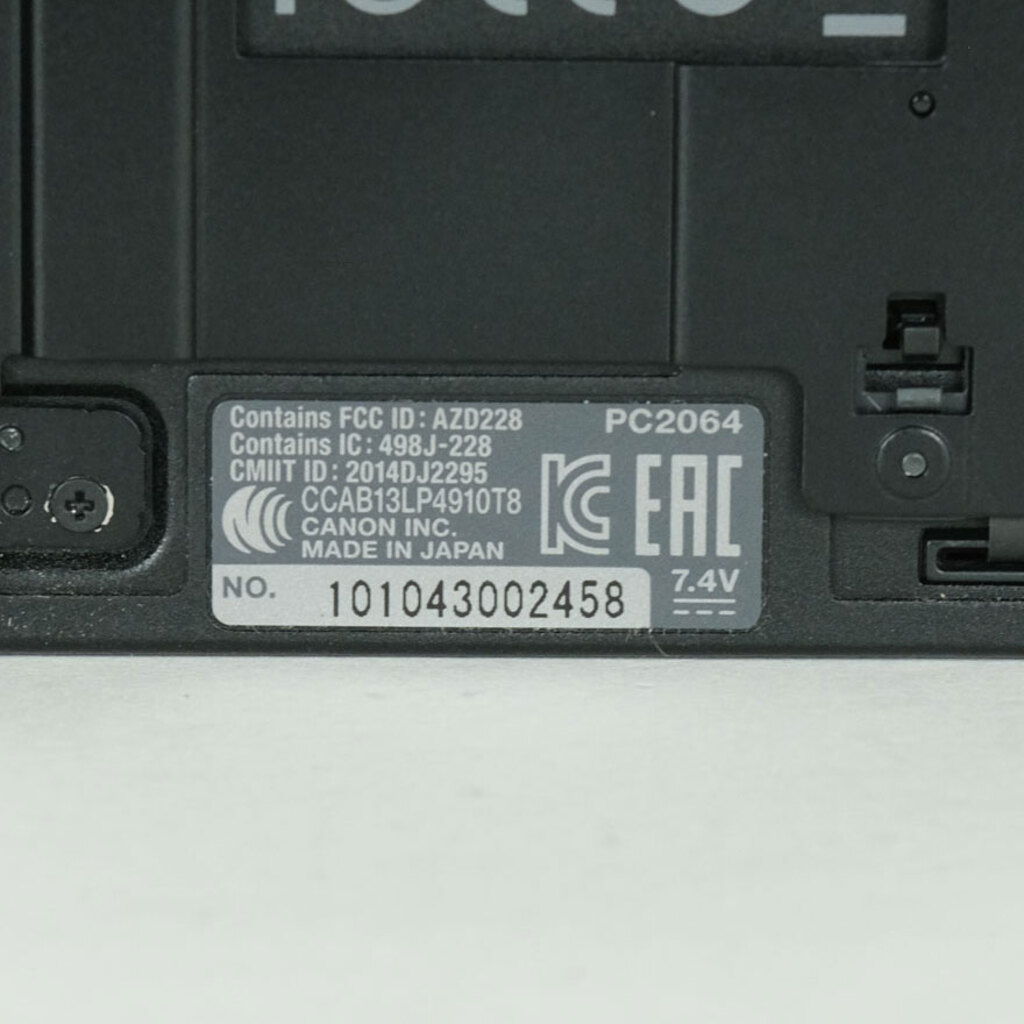 Contains FCC ID: AZD228 PC2064
Contains IC: 498J-228
CMIIT ID: 2014DJ2295
CCAB13LP4910T8
CANON INC.
MADE IN JAPAN
EAC
7.4V
NO. 101043002458